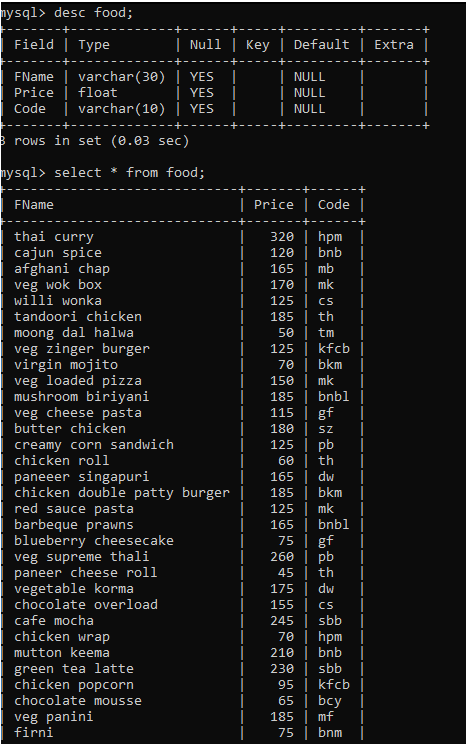 mysql> desc food;
+-------+-------------+------+-----+---------+-------+
| Field | Type        | Null | Key | Default | Extra |
+-------+-------------+------+-----+---------+-------+
| FName | varchar(30) | YES  |     | NULL    |       |
| Price | float       | YES  |     | NULL    |       |
| Code  | varchar(10) | YES  |     | NULL    |       |
+-------+-------------+------+-----+---------+-------+
3 rows in set (0.03 sec)
mysql> select * from food;
+-----------------------------+-------+------+
| FName                       | Price | Code |
+-----------------------------+-------+------+
| thai curry                  |   320 | hpm  |
| cajun spice                 |   120 | bnb  |
| afghani chap                |   165 | mb   |
| veg wok box                 |   170 | mk   |
| willi wonka                 |   125 | cs   |
| tandoori chicken            |   185 | th   |
| moong dal halwa             |    50 | tm   |
| veg zinger burger           |   125 | kfcb |
| virgin mojito               |    70 | bkm  |
| veg loaded pizza            |   150 | mk   |
| mushroom biriyani           |   185 | bnbl |
| veg cheese pasta            |   115 | gf   |
| butter chicken              |   180 | sz   |
| creamy corn sandwich        |   125 | pb   |
| chicken roll                |    60 | th   |
| paneeer singapuri           |   165 | dw   |
| chicken double patty burger |   185 | bkm  |
| red sauce pasta             |   125 | mk   |
| barbeque prawns             |   165 | bnbl |
| blueberry cheesecake        |    75 | gf   |
| veg supreme thali           |   260 | pb   |
| paneer cheese roll          |    45 | th   |
| vegetable korma             |   175 | dw   |
| chocolate overload          |   155 | cs   |
| cafe mocha                  |   245 | sbb  |
| chicken wrap                |    70 | hpm  |
| mutton keema                |   210 | bnb  |
| green tea latte             |   230 | sbb  |
| chicken popcorn             |    95 | kfcb |
| chocolate mousse            |    65 | bcy  |
| veg panini                  |   185 | mf   |
| firni                       |    75 | bnm  |